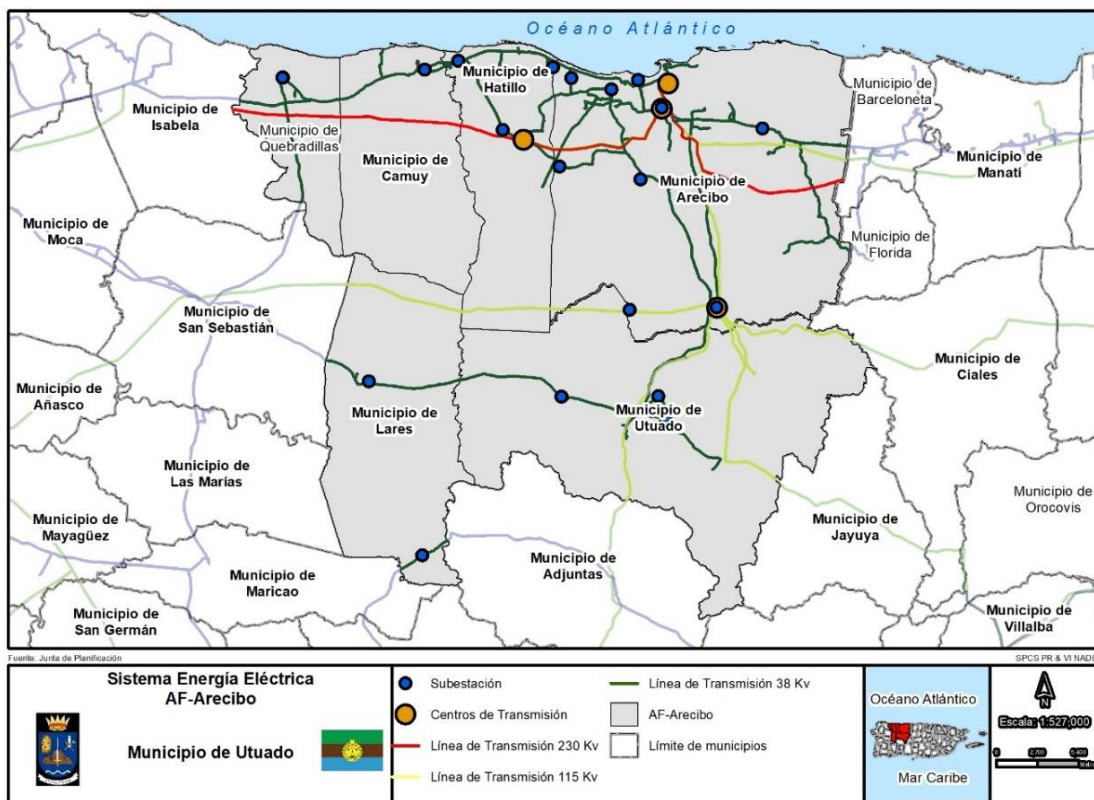 Océano Atlántico
Municipio de
Hatillo
Municipio de
Barceloneta
Municipio de
Isabela
Municipio de
Quebradillas
Municipio de
Camuy
Municipio de
Manatí
Municipio de
Arecibo
Municipio de
Moca
Municipio de
Florida
Municipio de
San Sebastián
Municipio de
Ciales
Municipio de
Añasco
Municipio de
Lares
Municipio de
Utuado
Municipio de
Las Marías
Municipio de
Orocovis
Municipio de
Mayagüez
Municipio de
Jayuya
Municipio de
Adjuntas
Municipio de
Maricao
Municipio de
San Germán
Municipio de
Villalba
Fuente: Junta de Planificación
SPCS PR & VI NAD
Sistema Energía Eléctrica
AF-Arecibo
Municipio de Utuado
Subestación
Centros de Transmisión
Línea de Transmisión 230 Kv
Línea de Transmisión 115 Kv
Línea de Transmisión 38 Kv
AF-Arecibo
Límite de municipios
Océano Atlántico
Mar Caribe
N
Escala: 1:527,000
0 2,700 5,400